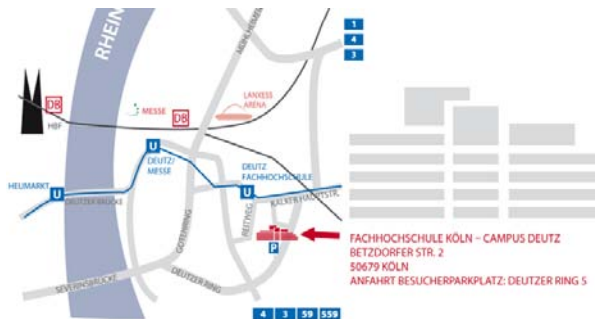 1
4
3
RHEIN
MÜHLHEIMER
DB
HBF
MESSE
DB
LANXESS
ARENA
U
DEUTZ/
MESSE
DEUTZ
FACHHOCHSCHULE
U
HEUMARKT
U
DEUTZER BRÜCKE
KALKER HAUPTSTR.
REITWEG
GOTENRING
P
DEUTZER RING
SEVERINSBRÜCKE
FACHHOCHSCHULE KÖLN – CAMPUS DEUTZ
BETZDORFER STR. 2
50679 KÖLN
ANFAHRT BESUCHERPARKPLATZ: DEUTZER RING 5
4 3 59 559